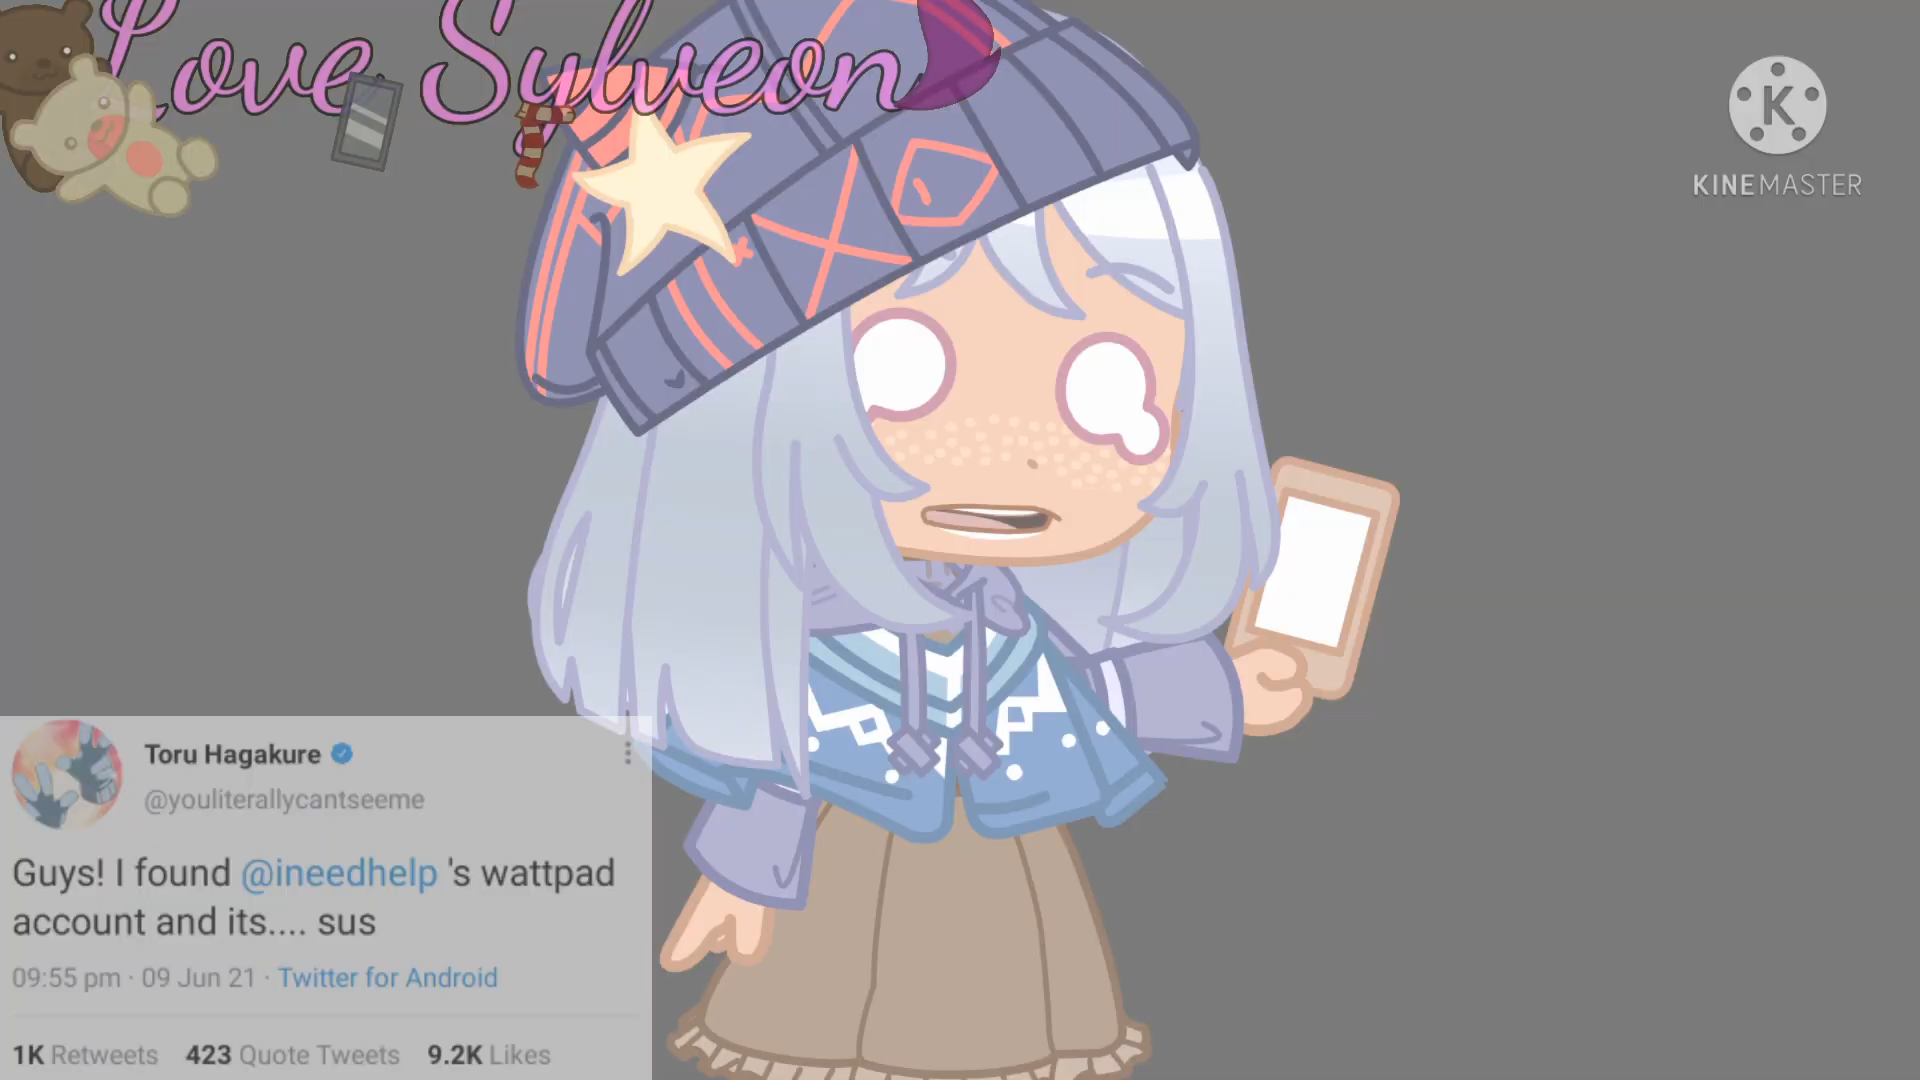 Love Sylveon
K
KINEMASTER
Toru Hagakure
@youliterallycantseeme
Guys! I found @ineedhelp 's wattpad
account and its.... sus
09:55 pm · 09 Jun 21 · Twitter for Android
1K Retweets 423 Quote Tweets 9.2K Likes